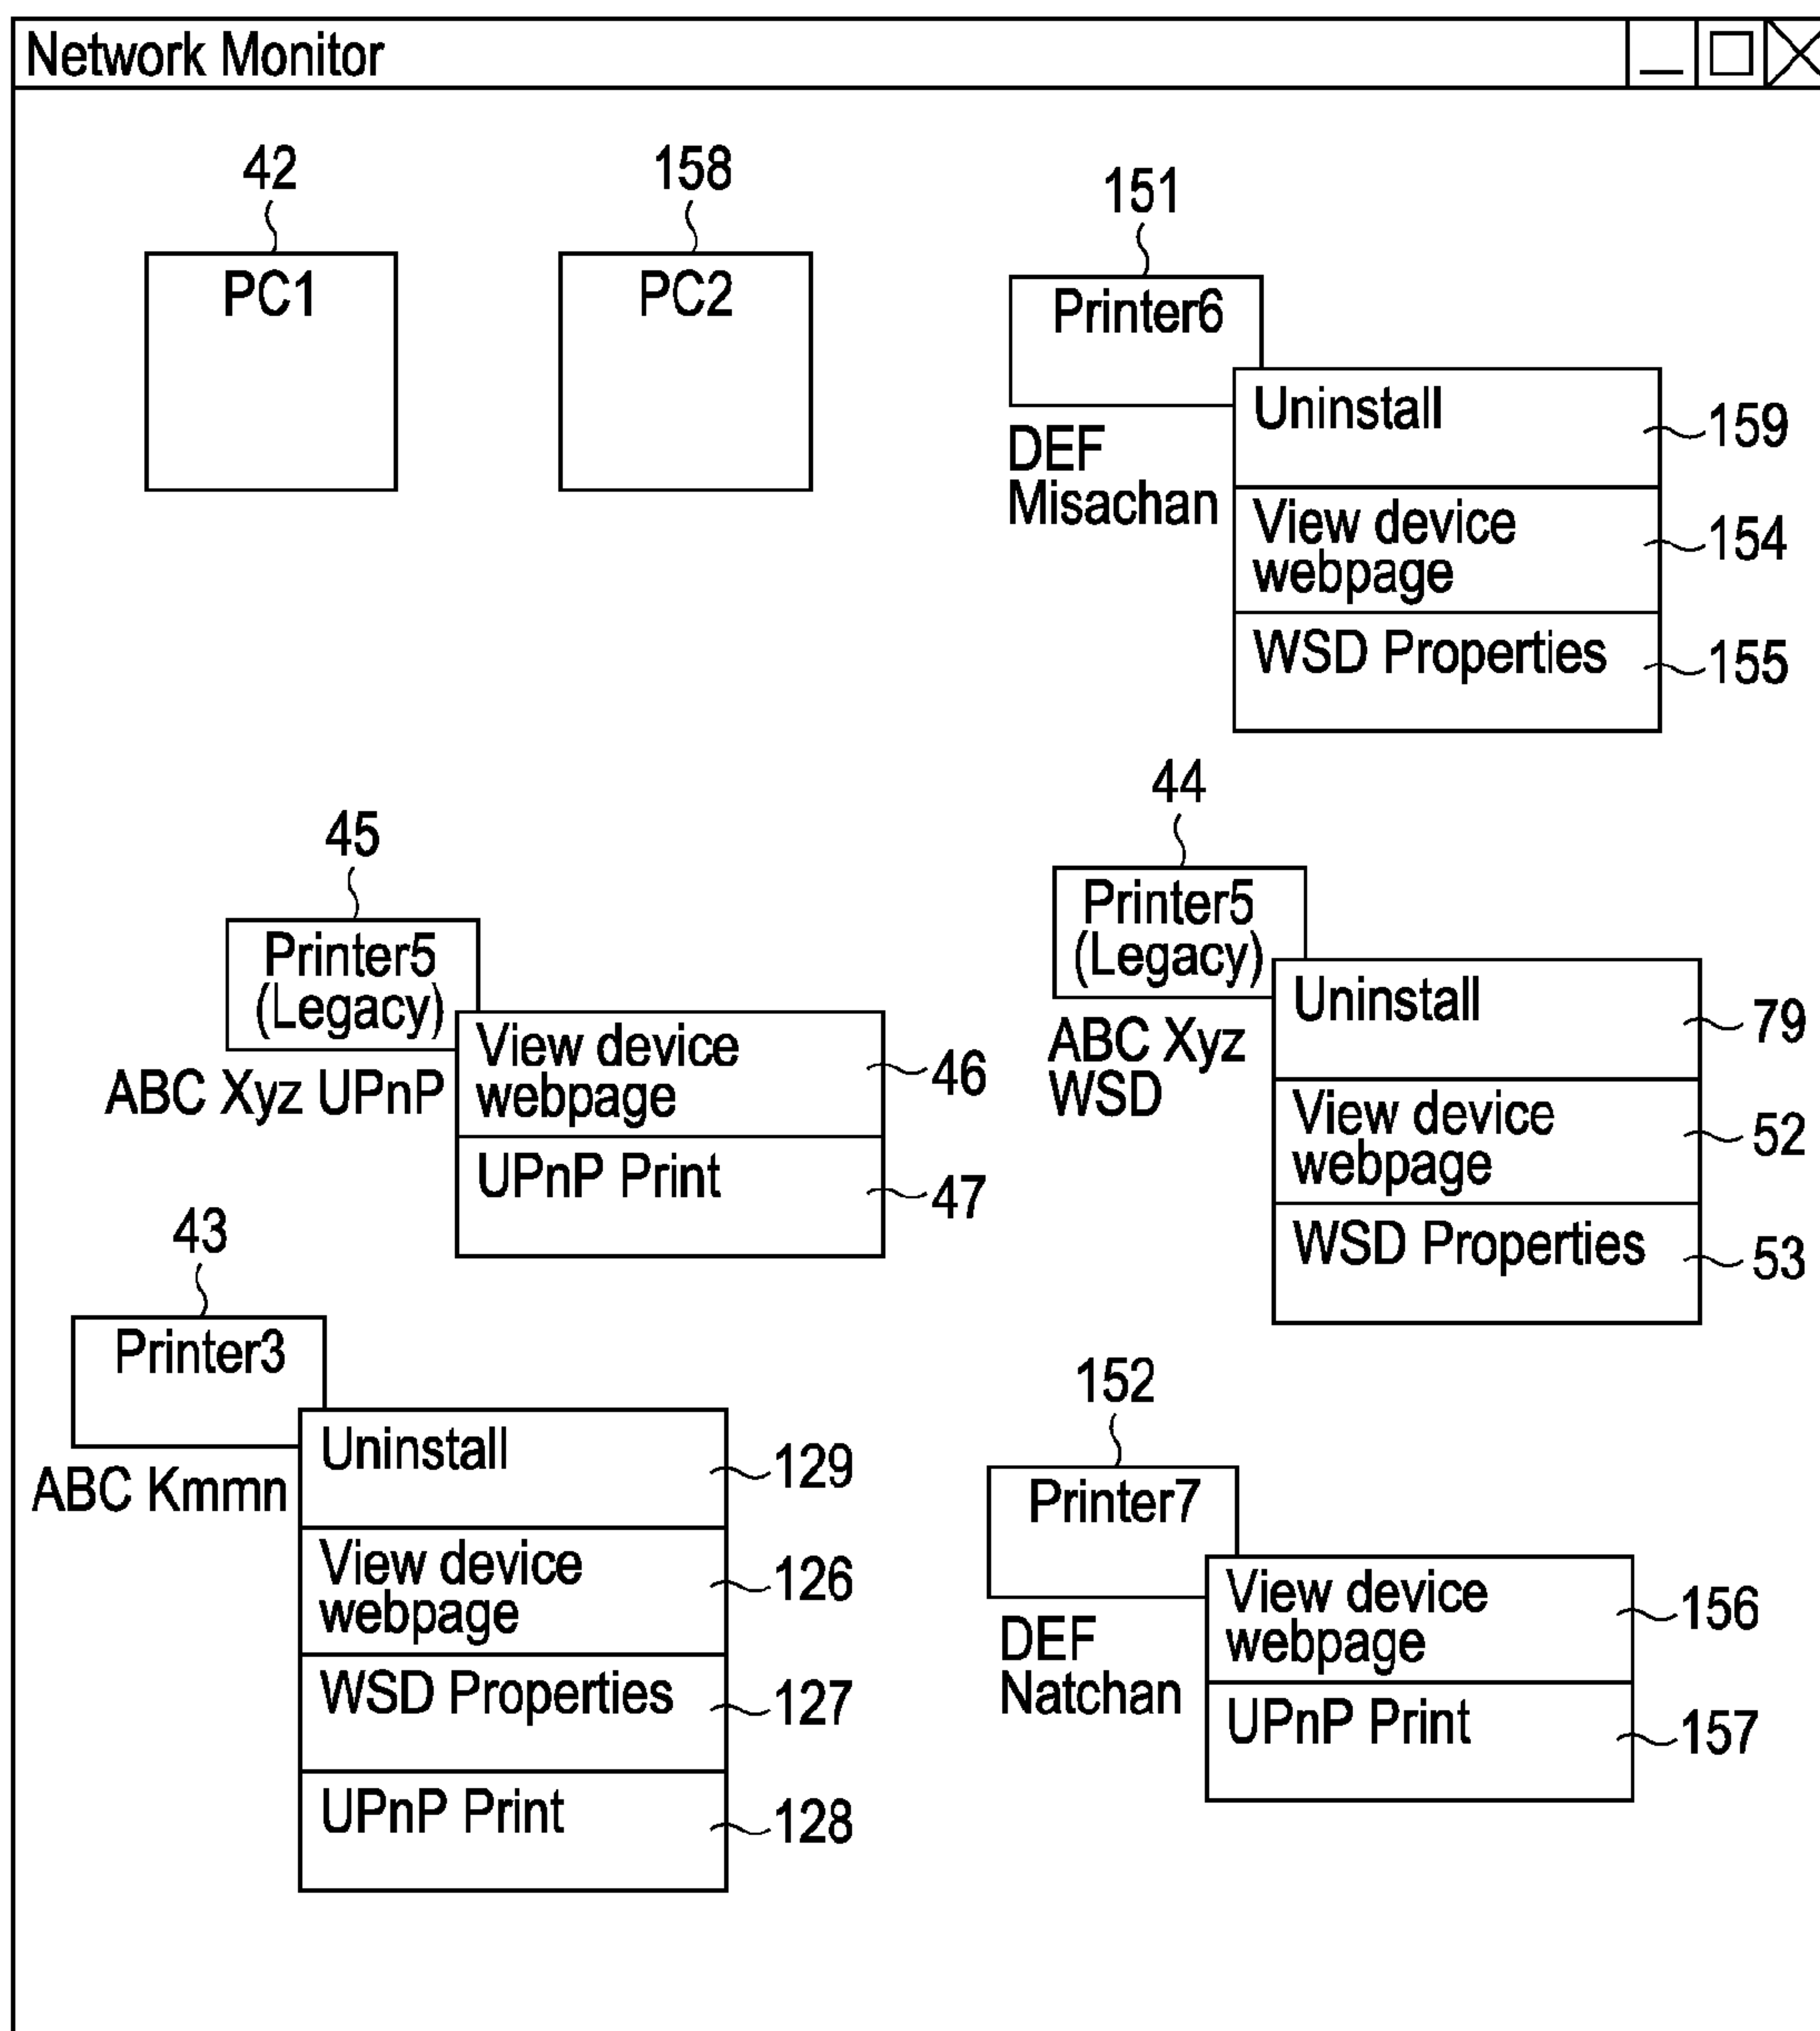 Network Monitor
42
158
151
PC1
PC2
Printer6
Uninstall
159
DEF
Misachan
View device
webpage
154
WSD Properties
155
45
44
Printer5
(Legacy)
ABC Xyz UPnP
View device
webpage
46
UPnP Print
47
Printer5
(Legacy)
ABC Xyz
WSD
Uninstall
79
View device
webpage
52
WSD Properties
53
43
Printer3
ABC Kmmn
Uninstall
129
View device
webpage
126
WSD Properties
127
UPnP Print
128
152
Printer7
DEF
Natchan
View device
webpage
156
UPnP Print
157